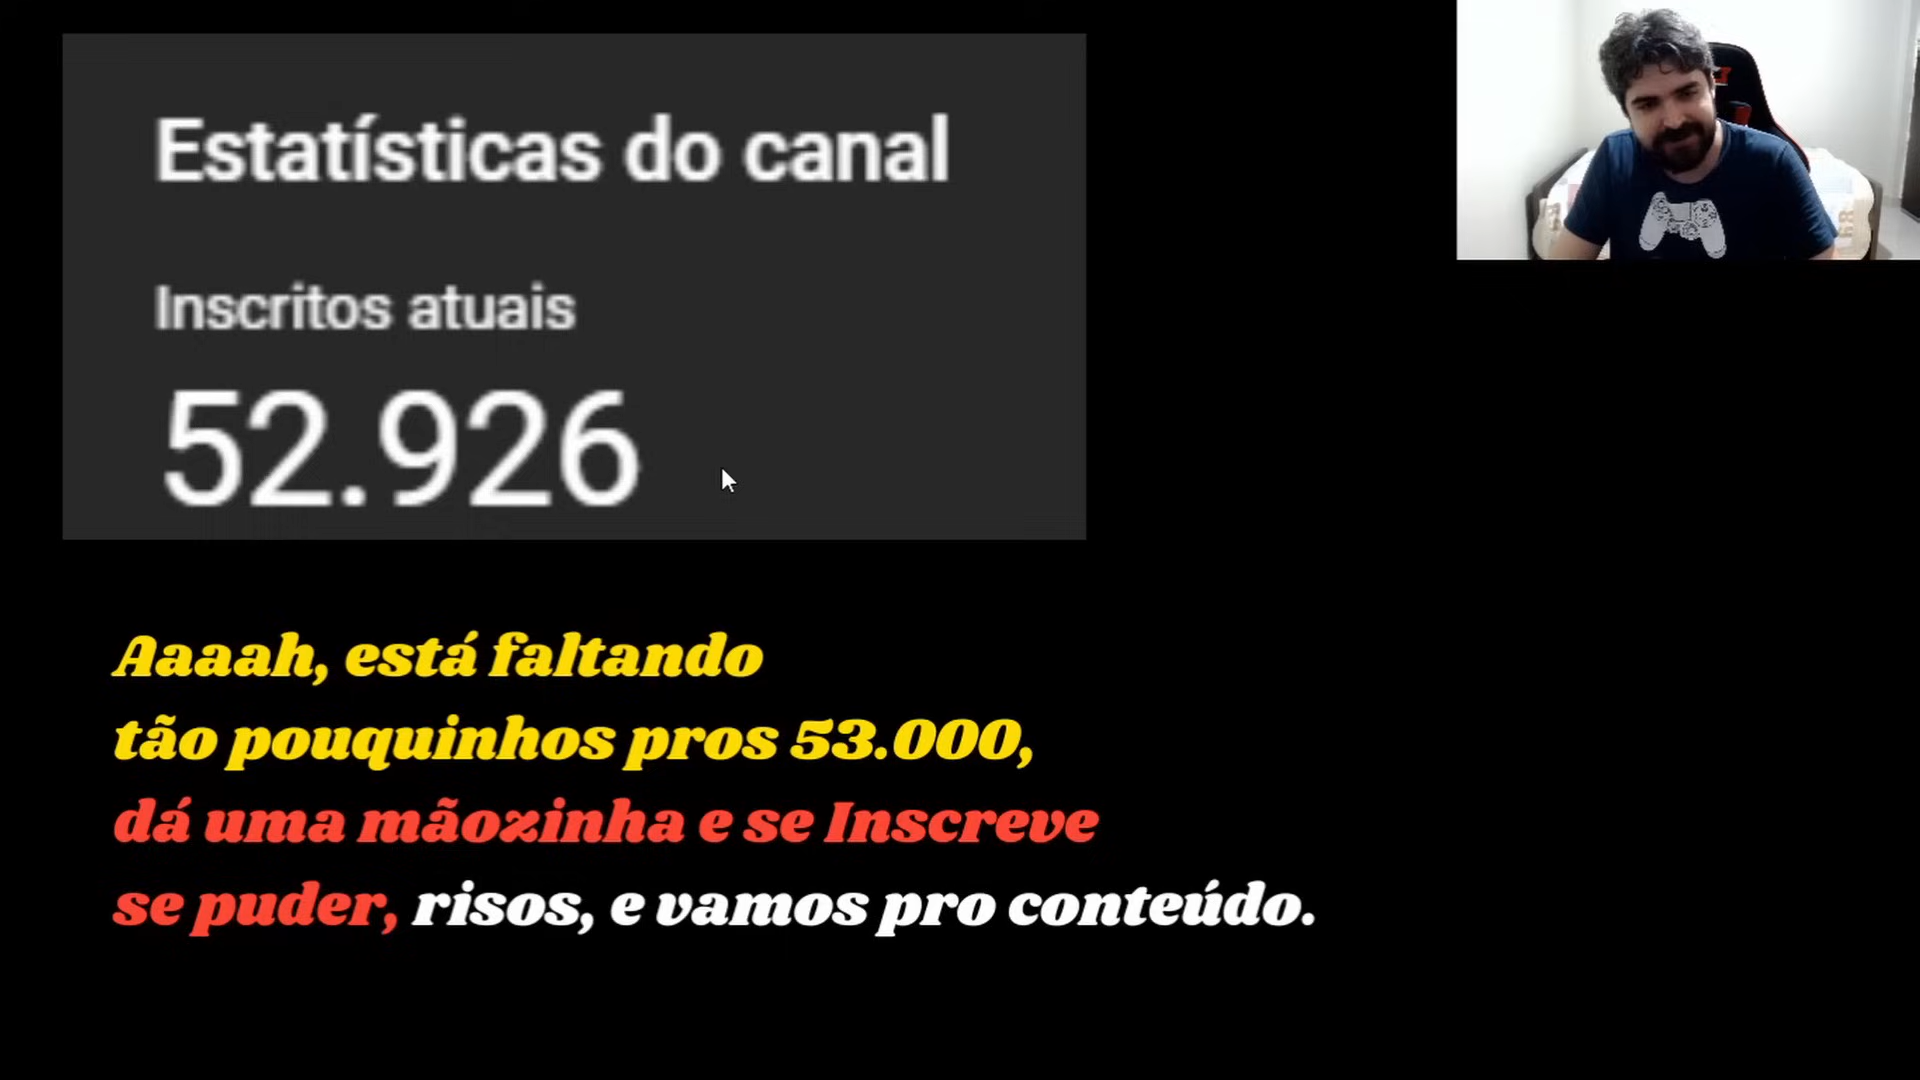 Estatísticas do canal
Inscritos atuais
52.926
Aaaah, está faltando
tão pouquinhos pros 53.000,
dá uma mãozinha e se Inscreve
se puder, risos, e vamos pro conteúdo.